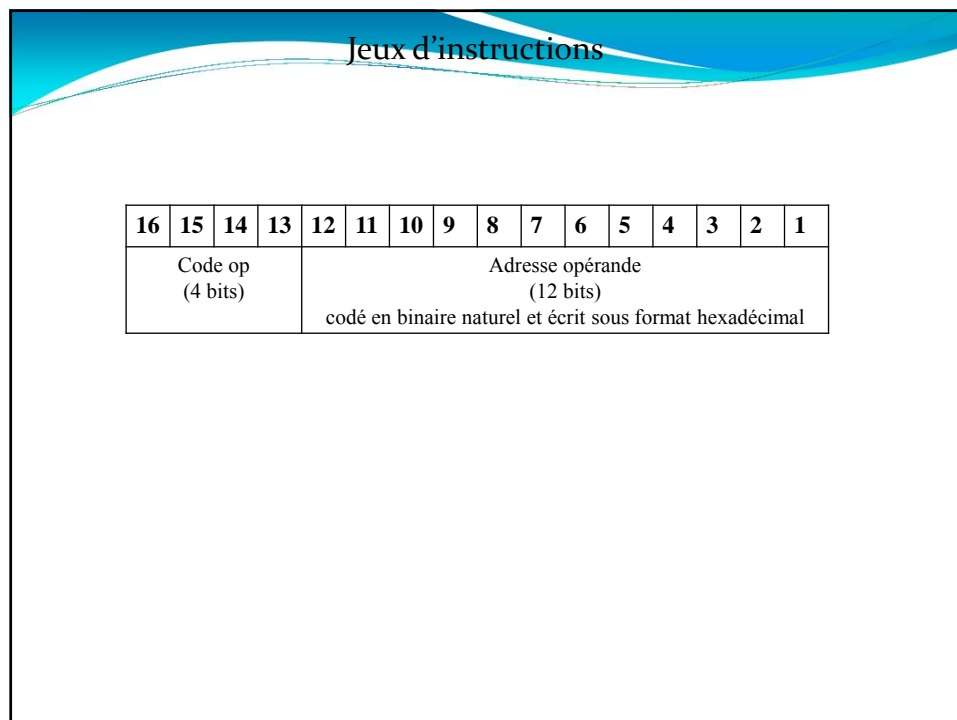 Jeux d'instructions
16 15 14 13 12 11 10 9 8 7 6 5 4 3 2 1
Code op
(4 bits)
Adresse opérande
(12 bits)
codé en binaire naturel et écrit sous format hexadécimal